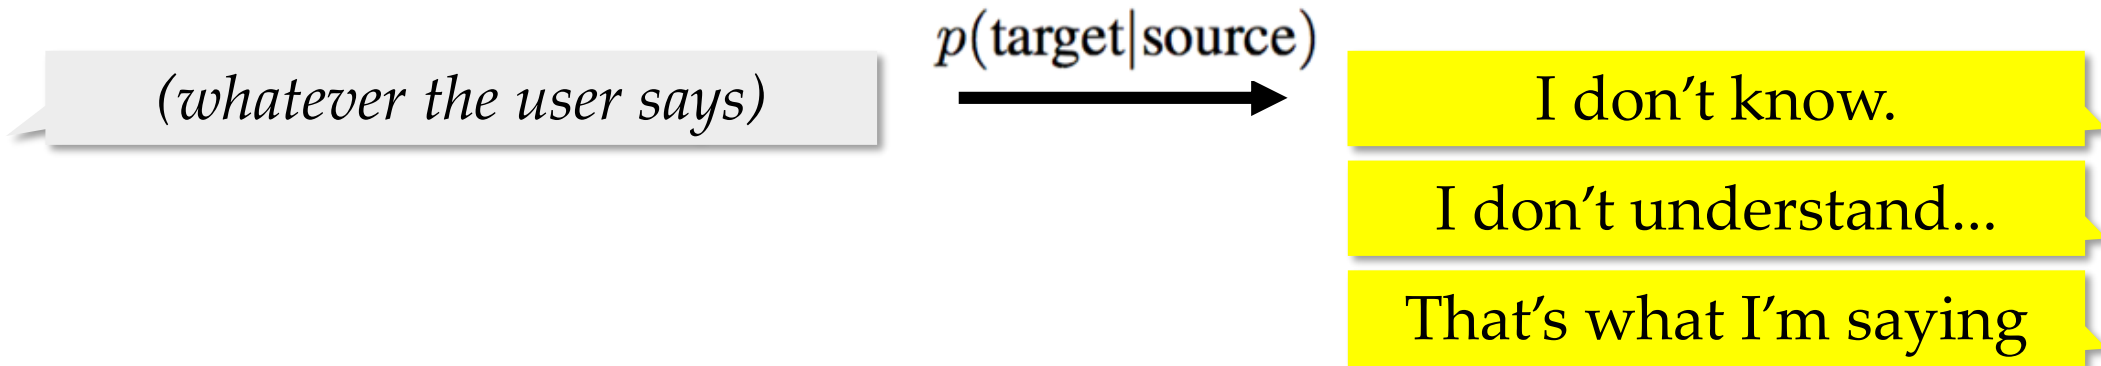 p(target|source)
(whatever the user says)
I don’t know.
I don’t understand...
That’s what I’m saying